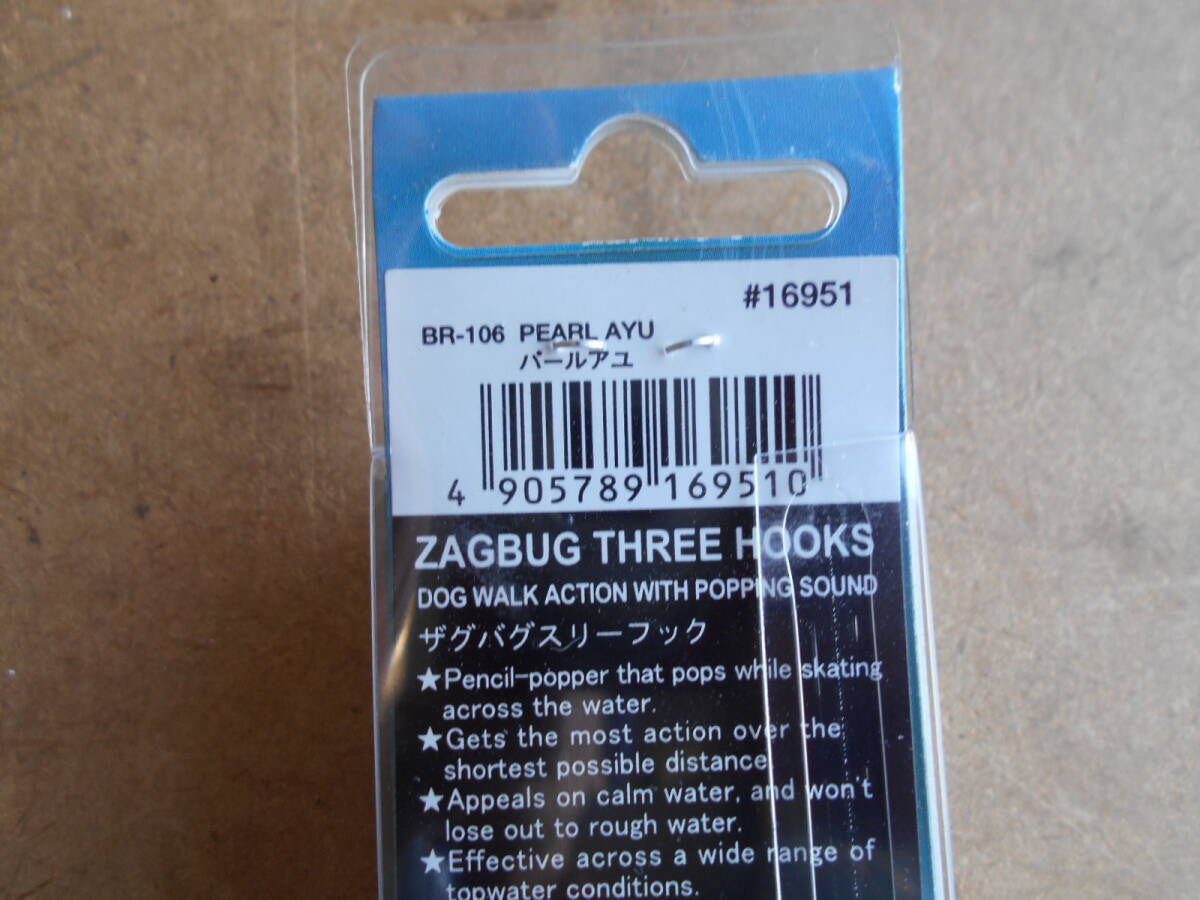 #16951
BR-106 PEARL AYU
パールアユ
4 905789 169510
ZAGBUG THREE HOOKS
DOG WALK ACTION WITH POPPING SOUND
ザグバグスリーフック
★Pencil-popper that pops while skating
across the water.
★Gets the most action over the
shortest possible distance
★Appeals on calm water, and won't
lose out to rough water.
★Effective across a wide range of
topwater conditions.